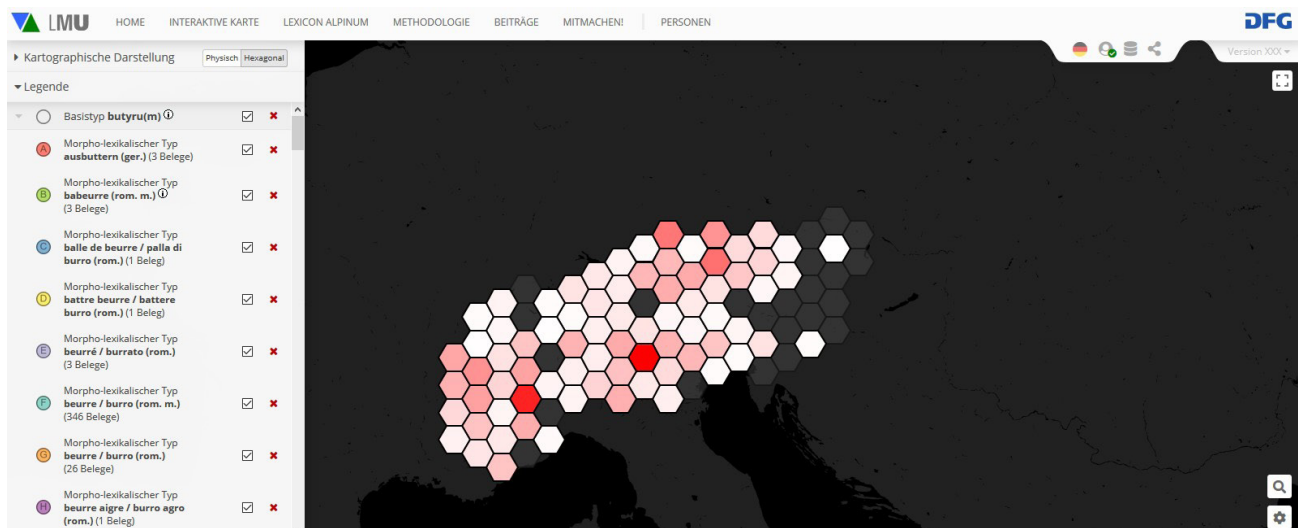 LMU HOME INTERAKTIVE KARTE LEXICON ALPINUM METHODOLOGIE BEITRÄGE MITMACHEN! PERSONEN DFG
Kartographische Darstellung Physisch Hexagonal
Version XXX
Legende
Basistyp butyru(m)
A Morpho-lexikalischer Typ
ausbuttern (ger.) (3 Belege)
Morpho-lexikalischer Typ
B babeurre (rom. m.)
(3 Belege)
Morpho-lexikalischer Typ
C balle de beurre / palla di
burro (rom.) (1 Beleg)
Morpho-lexikalischer Typ
D battre beurre / battere
burro (rom.) (1 Beleg)
Morpho-lexikalischer Typ
E beurré / burrato (rom.)
(3 Belege)
Morpho-lexikalischer Typ
F beurre / burro (rom. m.)
(346 Belege)
Morpho-lexikalischer Typ
G beurre / burro (rom.)
(26 Belege)
Morpho-lexikalischer Typ
H beurre aigre / burro agro
(rom.) (1 Beleg)